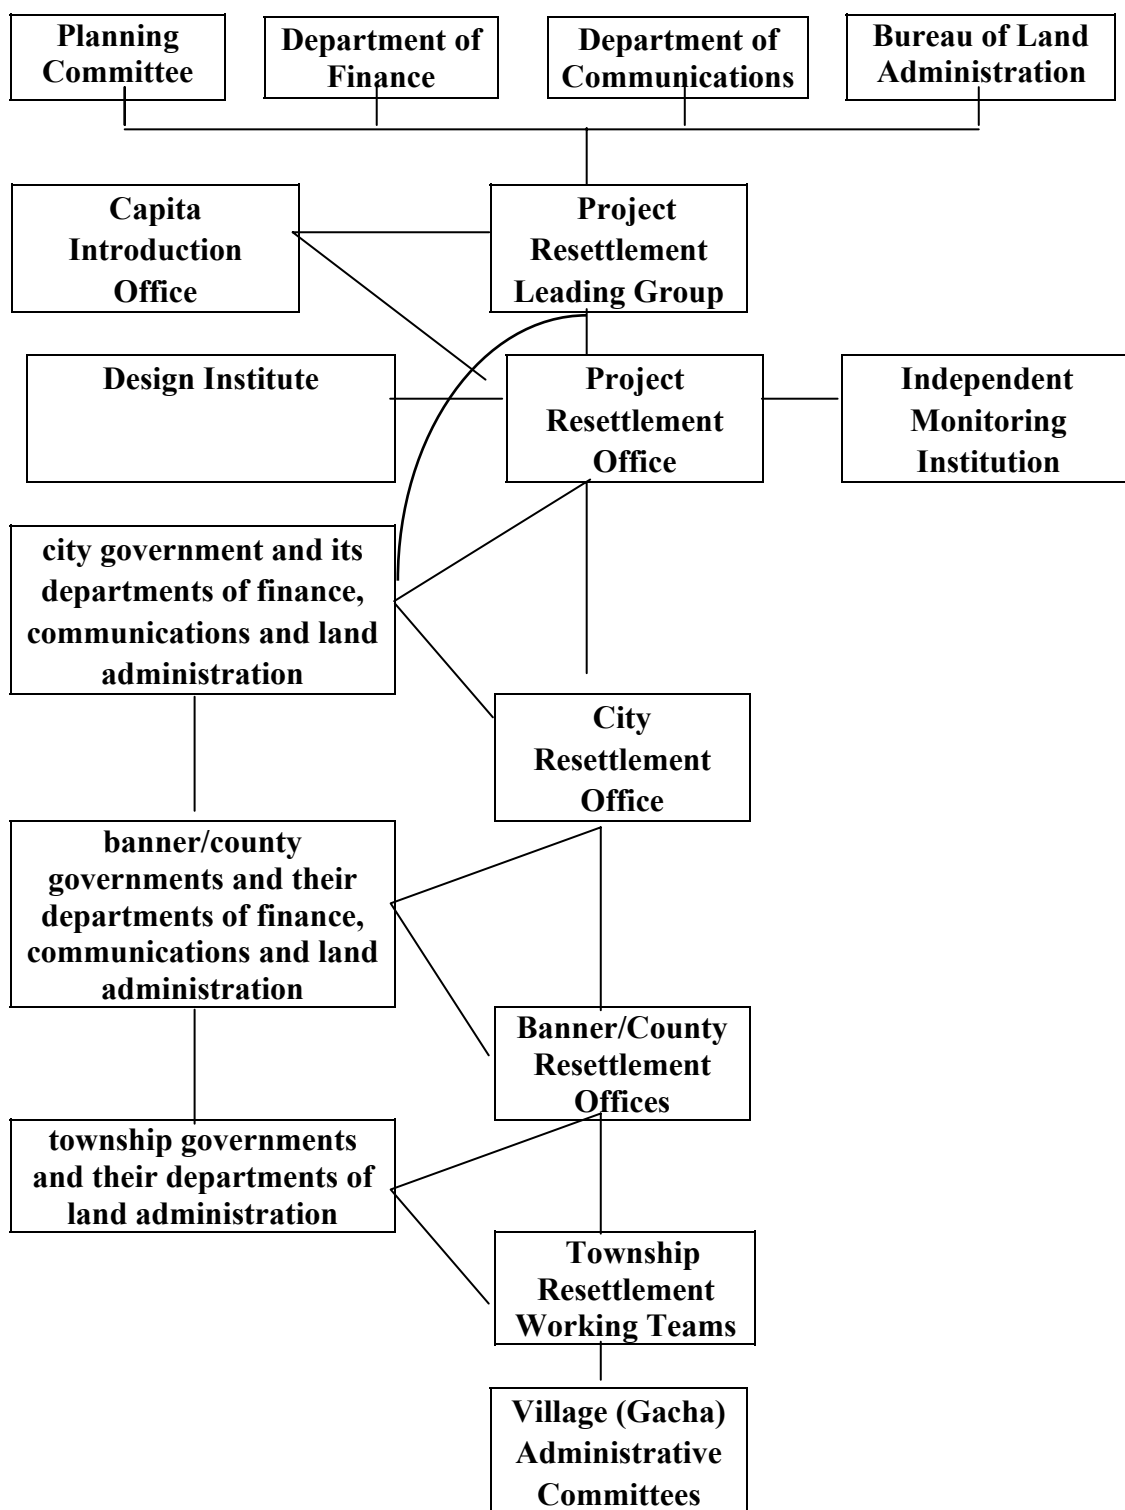 Planning
Committee
Department of
Finance
Department of
Communications
Bureau of Land
Administration
Capita
Introduction
Office
Project
Resettlement
Leading Group
Design Institute
Project
Resettlement
Office
Independent
Monitoring
Institution
city government and its
departments of finance,
communications and land
administration
City
Resettlement
Office
banner/county
governments and their
departments of finance,
communications and land
administration
Banner/County
Resettlement
Offices
township governments
and their departments of
land administration
Township
Resettlement
Working Teams
Village (Gacha)
Administrative
Committees